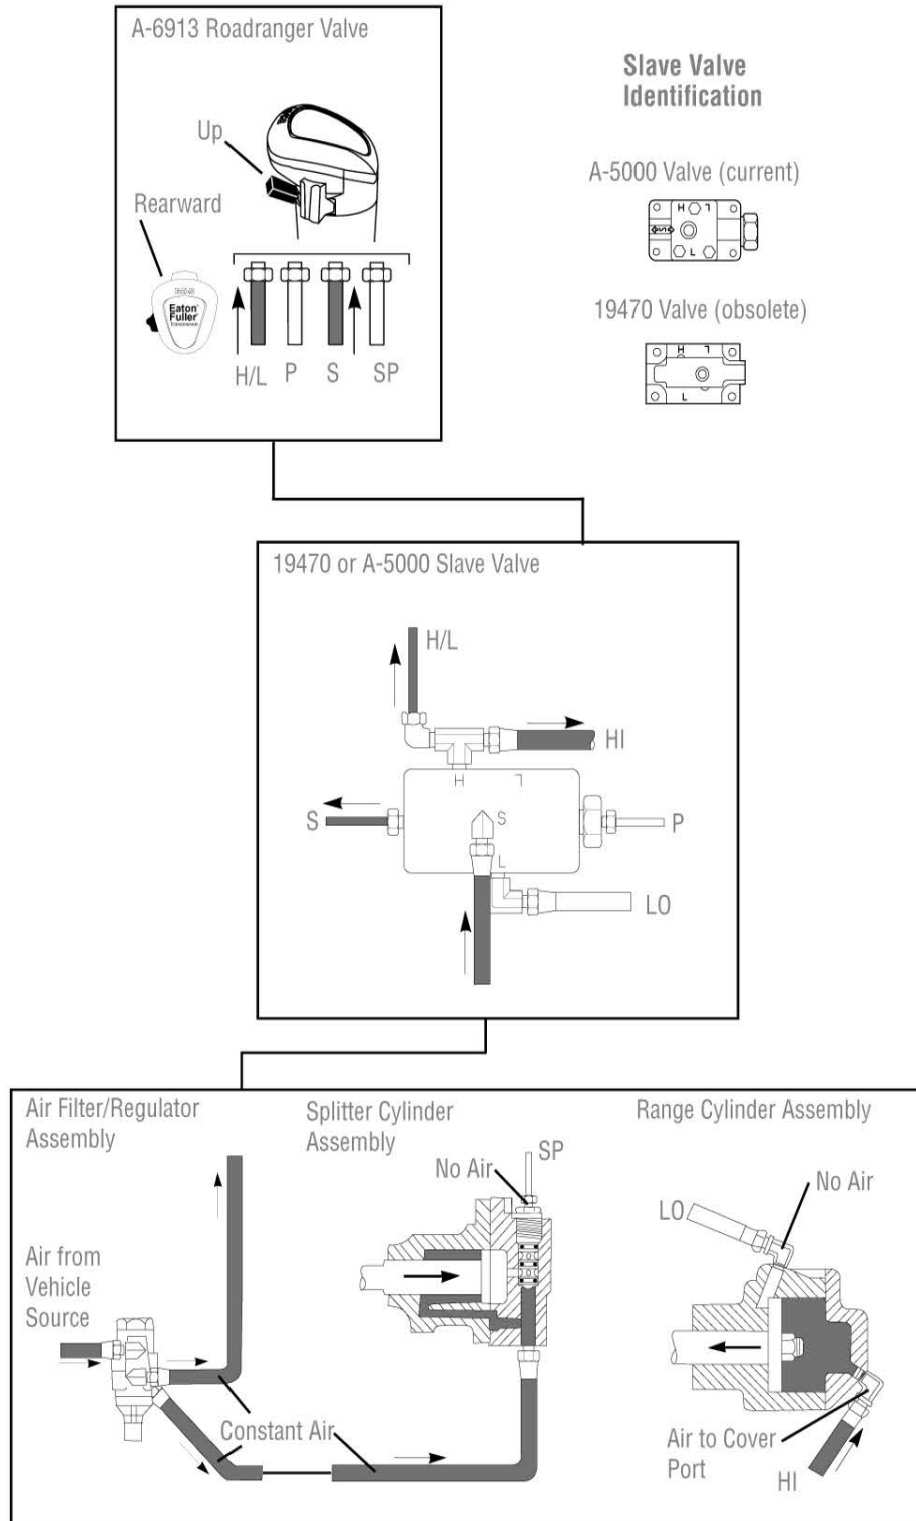 A-6913 Roadranger Valve
Up
Rearward
Eaton®
Fuller®
H/L
P
S
SP
Slave Valve
Identification
A-5000 Valve (current)
H
L
S
L
19470 Valve (obsolete)
H
L
L
19470 or A-5000 Slave Valve
H/L
HI
H
L
S
S
P
L
LO
Air Filter/Regulator
Assembly
Air from
Vehicle
Source
Constant Air
Splitter Cylinder
Assembly
SP
No Air
Range Cylinder Assembly
No Air
LO
Air to Cover
Port
HI